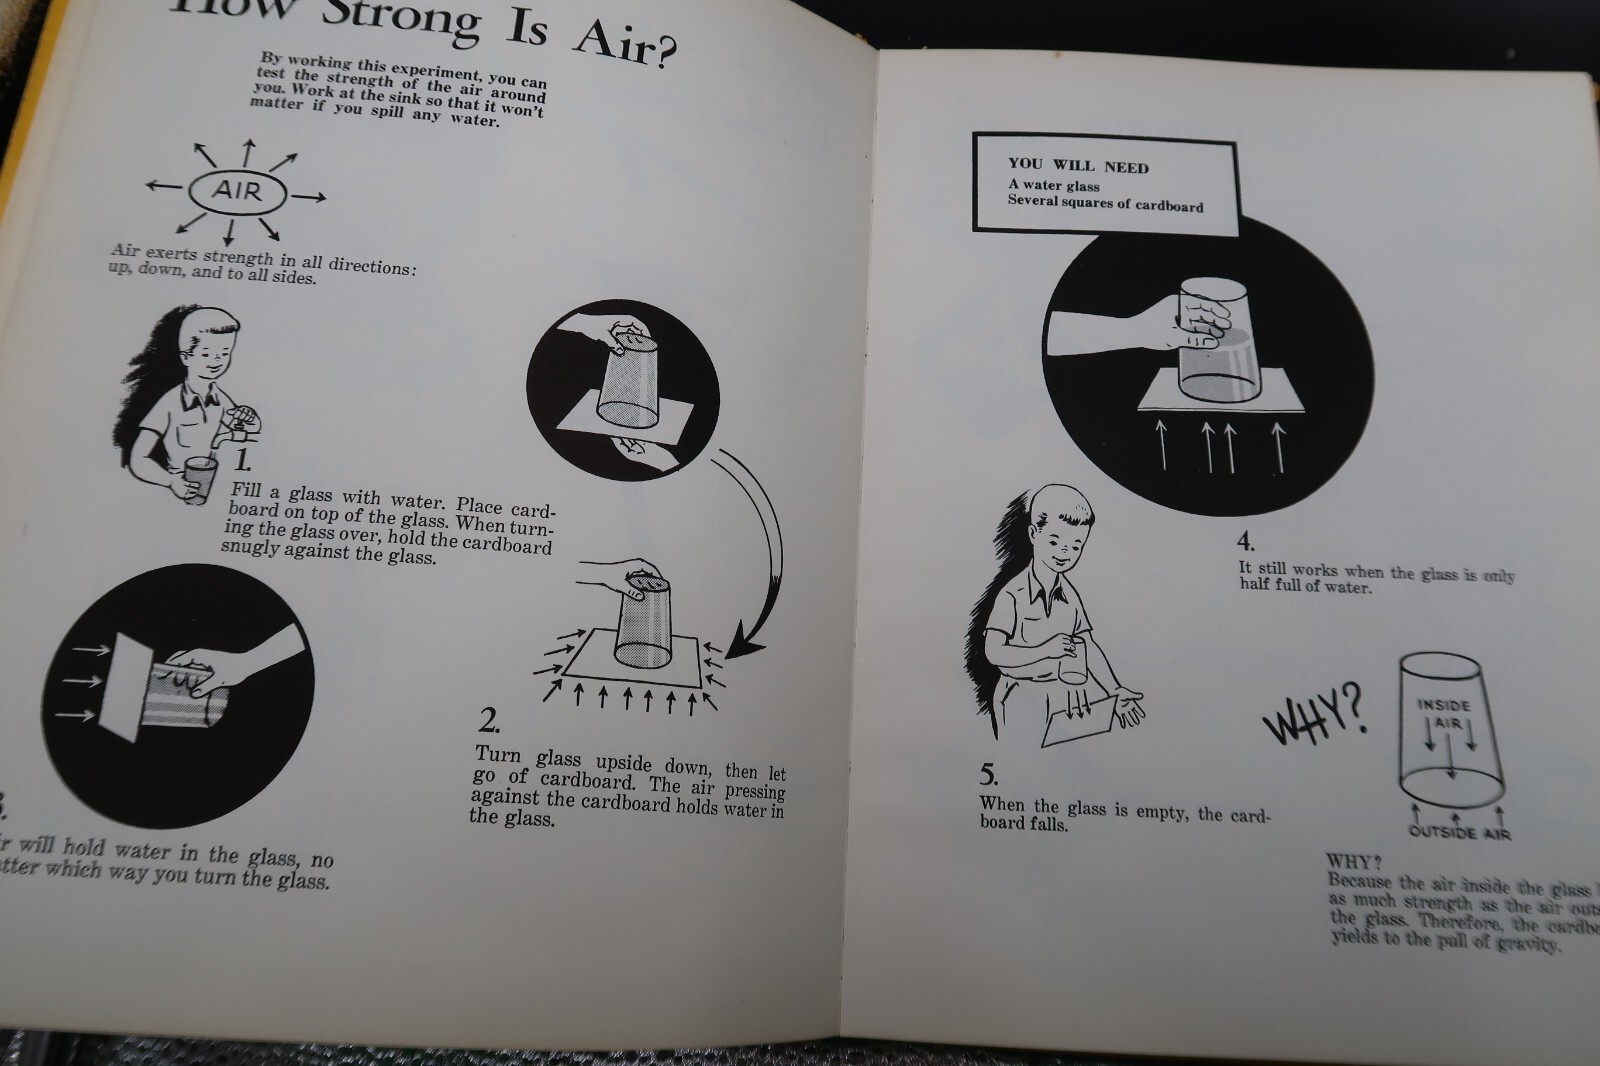 How Strong Is Air?
By working this experiment, you can
test the strength of the air around
you. Work at the sink so that it won't
matter if you spill any water.
AIR
Air exerts strength in all directions:
up, down, and to all sides.
1.
Fill a glass with water. Place card-
board on top of the glass. When turn-
ing the glass over, hold the cardboard
snugly against the glass.
2.
Turn glass upside down, then let
go of cardboard. The air pressing
against the cardboard holds water in
the glass.
will hold water in the glass, no
which way you turn the glass.
YOU WILL NEED
A water glass
Several squares of cardboard
4.
It still works when the glass is only
half full of water.
5.
When the glass is empty, the card-
board falls.
WHY?
INSIDE
AIR
OUTSIDE AIR
WHY?
Because the air inside the glass
as much strength as the air
the glass. Therefore, the
yields to the pull of gravity.